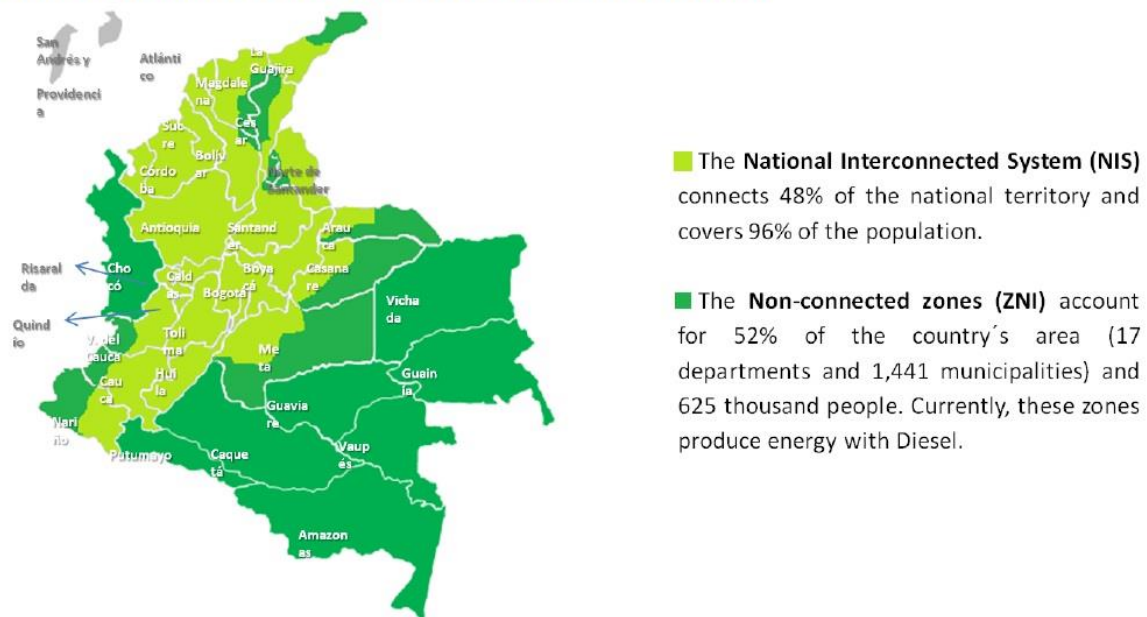 San
Andrés y
Providenci
a
Atlánti
co
La
Guajira
Magdale
na
Ces
ar
Suc
re
Bolív
ar
Córdo
ba
Norte de
Santander
Antioquia
Santand
er
Arau
ca
Risaral
da
Cho
có
Cald
as
Boya
cá
Casana
re
Bogotá
Vicha
da
Quind
ío
V. del
Cauca
Toli
ma
Me
ta
Cau
ca
Hui
la
Guain
ía
Guavia
re
Nari
ño
Putumayo
Caque
tá
Vaup
és
Amazon
as
The National Interconnected System (NIS)
connects 48% of the national territory and
covers 96% of the population.
The Non-connected zones (ZNI) account
for 52% of the country´s area (17
departments and 1,441 municipalities) and
625 thousand people. Currently, these zones
produce energy with Diesel.